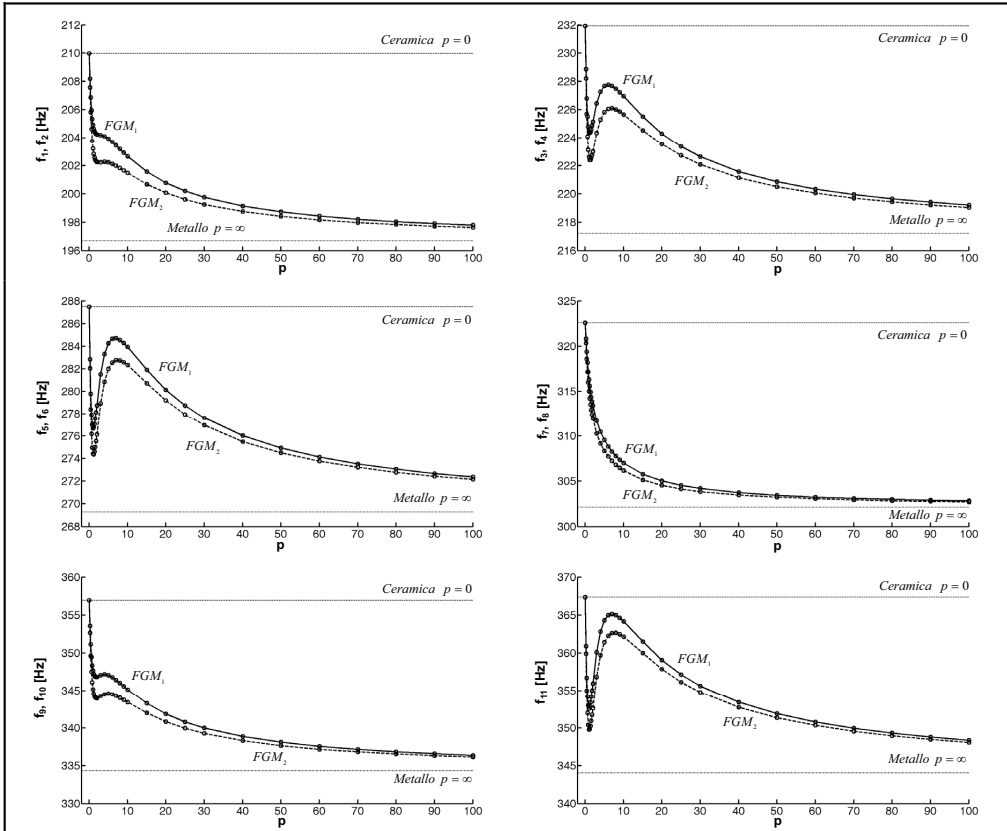 212
210
208
206
204
202
200
198
196
f₁, f₂ [Hz]
Ceramica p = 0
FGM₁
FGM₂
Metallo p = ∞
0 10 20 30 40 50 60 70 80 90 100
p
232
230
228
226
224
222
220
218
216
f₃, f₄ [Hz]
Ceramica p = 0
FGM₁
FGM₂
Metallo p = ∞
0 10 20 30 40 50 60 70 80 90 100
p
288
286
284
282
280
278
276
274
272
270
268
f₅, f₆ [Hz]
Ceramica p = 0
FGM₁
FGM₂
Metallo p = ∞
0 10 20 30 40 50 60 70 80 90 100
p
325
320
315
310
305
300
f₇, f₈ [Hz]
Ceramica p = 0
FGM₁
FGM₂
Metallo p = ∞
0 10 20 30 40 50 60 70 80 90 100
p
360
355
350
345
340
335
330
f₉, f₁₀ [Hz]
Ceramica p = 0
FGM₁
FGM₂
Metallo p = ∞
0 10 20 30 40 50 60 70 80 90 100
p
370
365
360
355
350
345
340
f₁₁ [Hz]
Ceramica p = 0
FGM₁
FGM₂
Metallo p = ∞
0 10 20 30 40 50 60 70 80 90 100
p